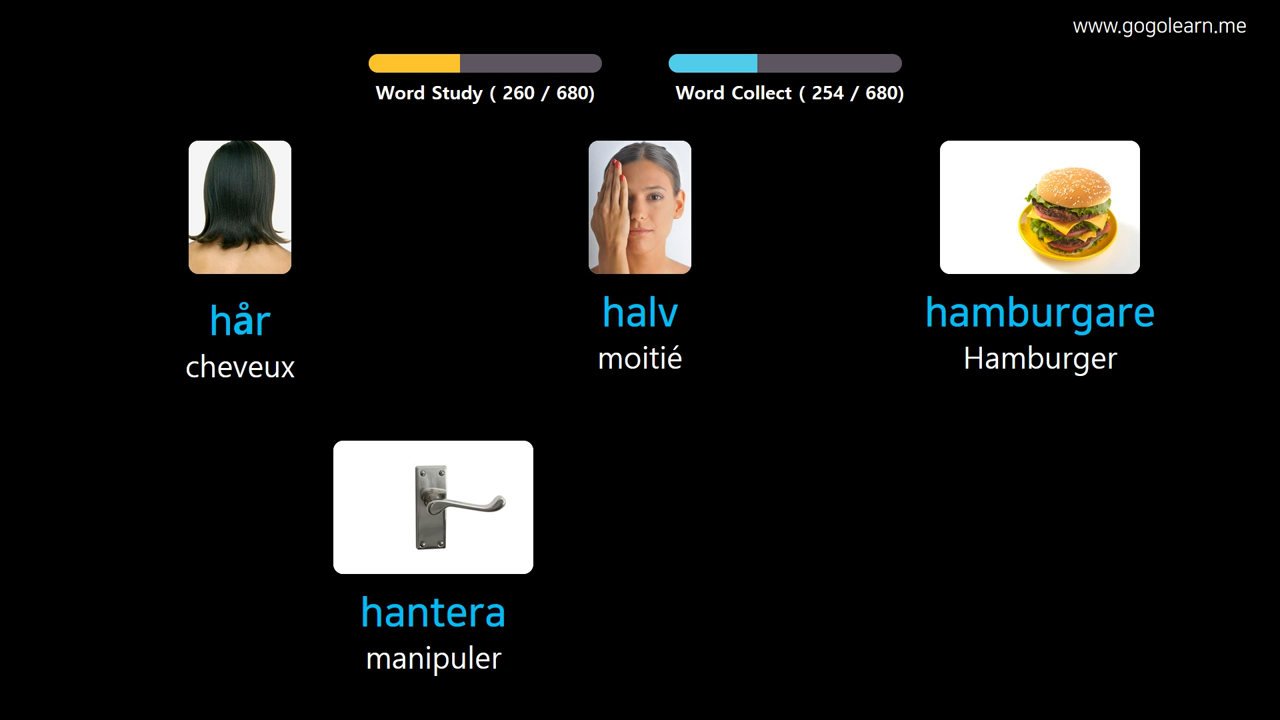 www.gogolearn.me
Word Study ( 260 / 680)
Word Collect ( 254 / 680)
hår
cheveux
halv
moitié
hamburgare
Hamburger
hantera
manipuler